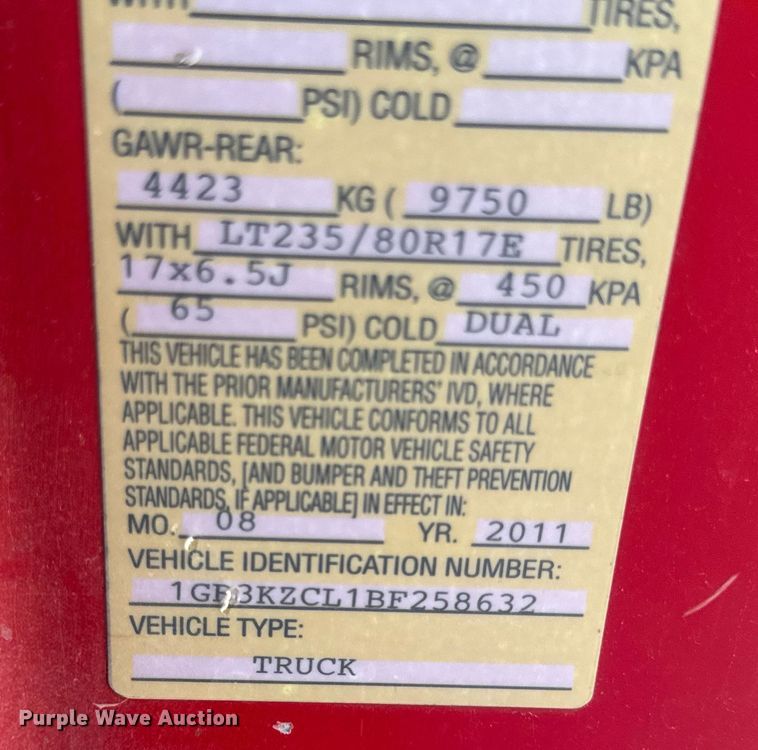 WITH TIRES,
RIMS, @ KPA
( PSI) COLD
GAWR-REAR:
4423 KG ( 9750 LB)
WITH LT235/80R17E TIRES,
17x6.5J RIMS, @ 450 KPA
( 65 PSI) COLD DUAL
THIS VEHICLE HAS BEEN COMPLETED IN ACCORDANCE
WITH THE PRIOR MANUFACTURERS' IVD, WHERE
APPLICABLE. THIS VEHICLE CONFORMS TO ALL
APPLICABLE FEDERAL MOTOR VEHICLE SAFETY
STANDARDS, [AND BUMPER AND THEFT PREVENTION
STANDARDS, IF APPLICABLE] IN EFFECT IN:
MO. 08 YR. 2011
VEHICLE IDENTIFICATION NUMBER:
1GB3KZCL1BF258632
VEHICLE TYPE:
TRUCK
Purple Wave Auction